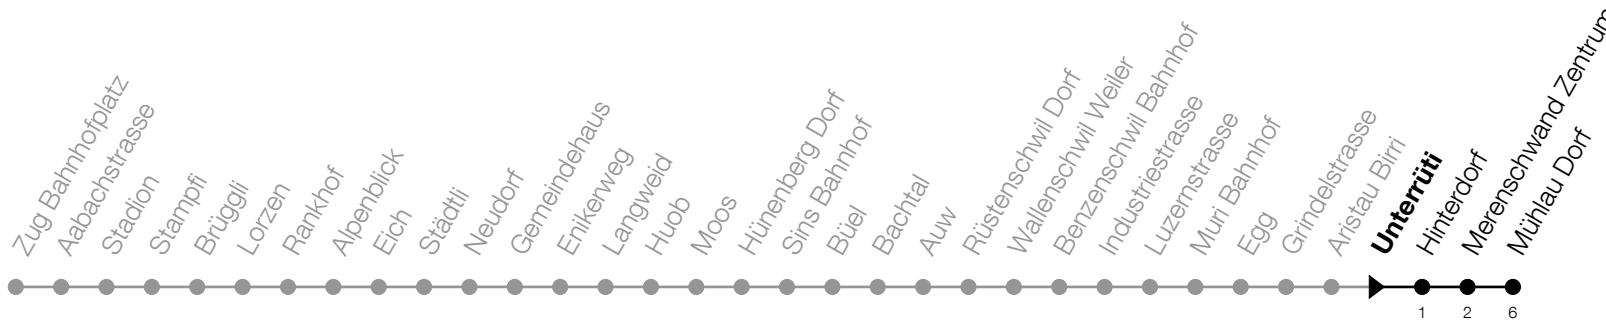 Zug Bahnhofplatz
Aabachstrasse
Stadion
Stampfi
Brüggli
Lorzen
Rankhof
Alpenblick
Eich
Städtli
Neudorf
Gemeindehaus
Enikerweg
Langweid
Huob
Moos
Hünenberg Dorf
Sins Bahnhof
Büel
Bachtal
Auw
Rüstenschwil Dorf
Wallenschwil Weiler
Benzenschwil Bahnhof
Industriestrasse
Luzernstrasse
Muri Bahnhof
Egg
Grindelstrasse
Aristau Birri
Unterrüti
Hinterdorf
Merenschwand Zentrum
Mühlau Dorf
1 2 6